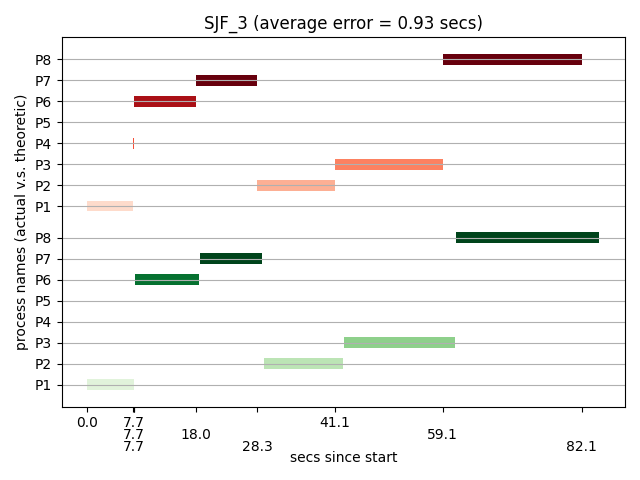 SJF_3 (average error = 0.93 secs)
process names (actual v.s. theoretic)
P8
P7
P6
P5
P4
P3
P2
P1
P8
P7
P6
P5
P4
P3
P2
P1
0.0 7.7 41.1
7.7 18.0 59.1
7.7 28.3 82.1
secs since start